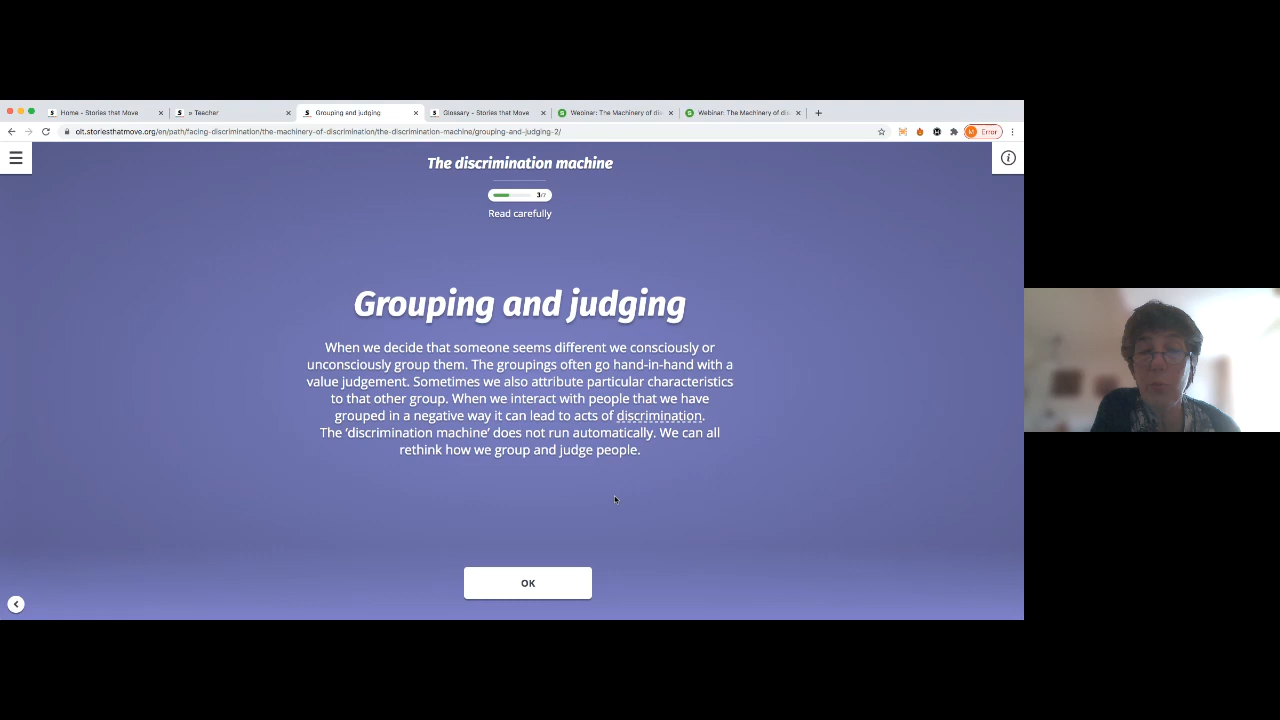 Home - Stories that Move
» Teacher
Grouping and judging
Glossary - Stories that Move
Webinar: The Machinery of di
Webinar: The Machinery of di
olt.storiesthatmove.org/en/path/facing-discrimination/the-machinery-of-discrimination/the-discrimination-machine/grouping-and-judging-2/
M Error
The discrimination machine
3/7
Read carefully
Grouping and judging
When we decide that someone seems different we consciously or
unconsciously group them. The groupings often go hand-in-hand with a
value judgement. Sometimes we also attribute particular characteristics
to that other group. When we interact with people that we have
grouped in a negative way it can lead to acts of discrimination.
The ‘discrimination machine’ does not run automatically. We can all
rethink how we group and judge people.
OK